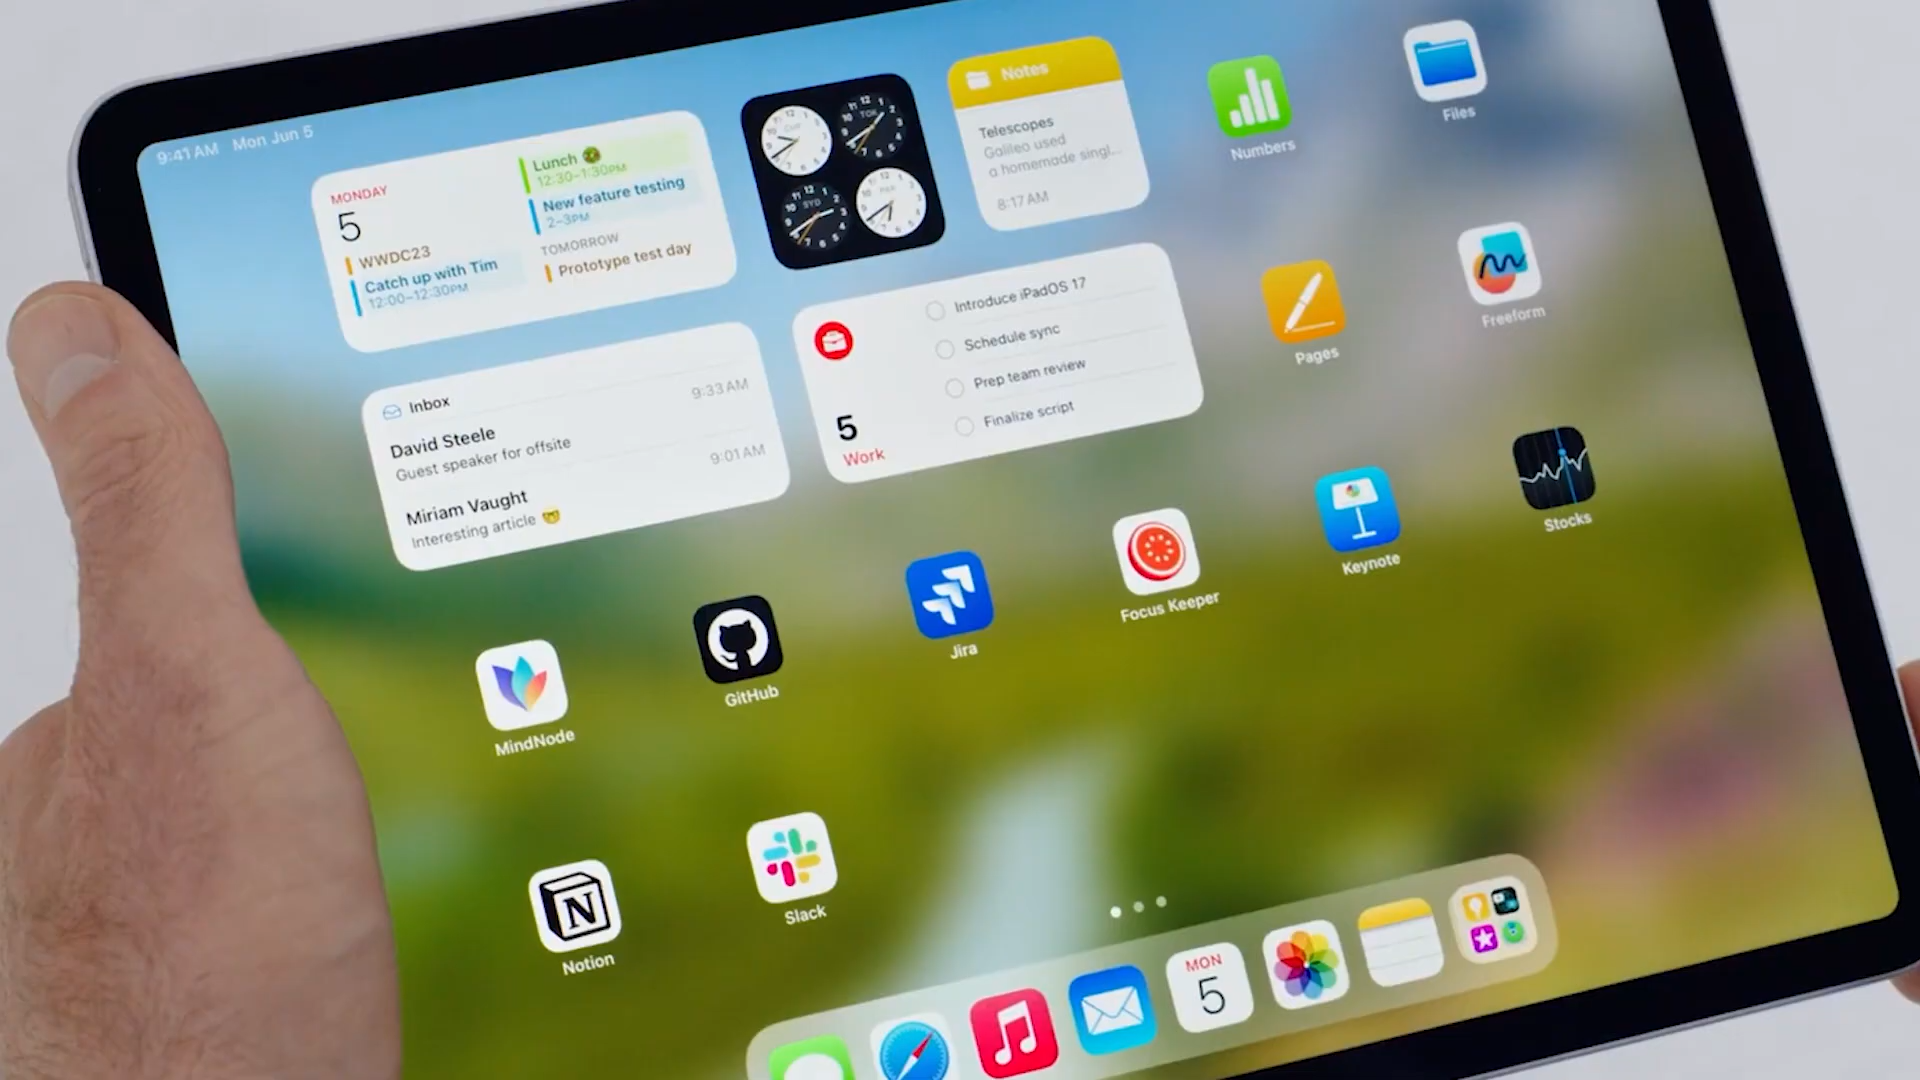 9:41 AM Mon Jun 5
MONDAY
5
WWDC23
Catch up with Tim
12:00–12:30PM
Lunch
12:30–1:30PM
New feature testing
2–3PM
TOMORROW
Prototype test day
CUP
TOK
SYD
PAR
Notes
Telescopes
Galileo used
a homemade singl...
8:17 AM
Numbers
Files
Inbox
9:33 AM
David Steele
Guest speaker for offsite
9:01 AM
Miriam Vaught
Interesting article
5
Work
Introduce iPadOS 17
Schedule sync
Prep team review
Finalize script
Pages
Freeform
MindNode
GitHub
Jira
Focus Keeper
Keynote
Stocks
N
Notion
Slack
MON
5